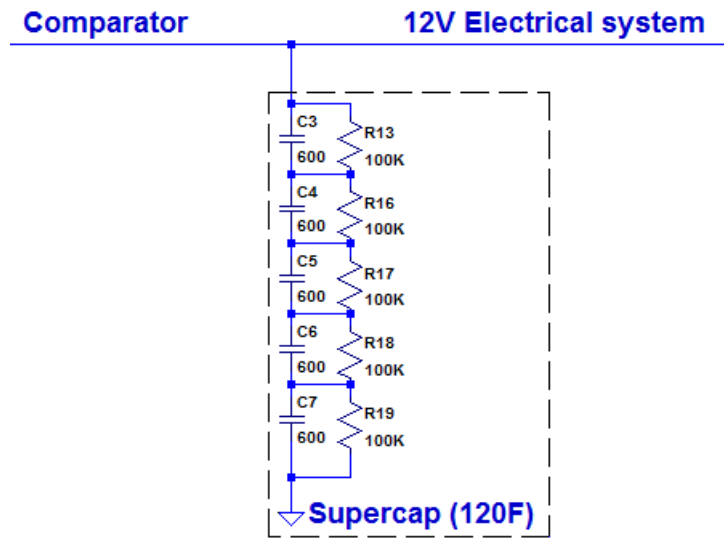 Comparator 12V Electrical system
C3
R13
600
100K
C4
R16
600
100K
C5
R17
600
100K
C6
R18
600
100K
C7
R19
600
100K
Supercap (120F)